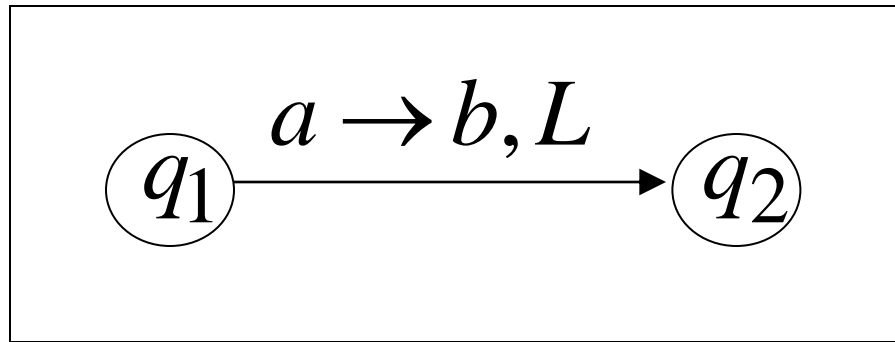 a → b, L
q₁ q₂